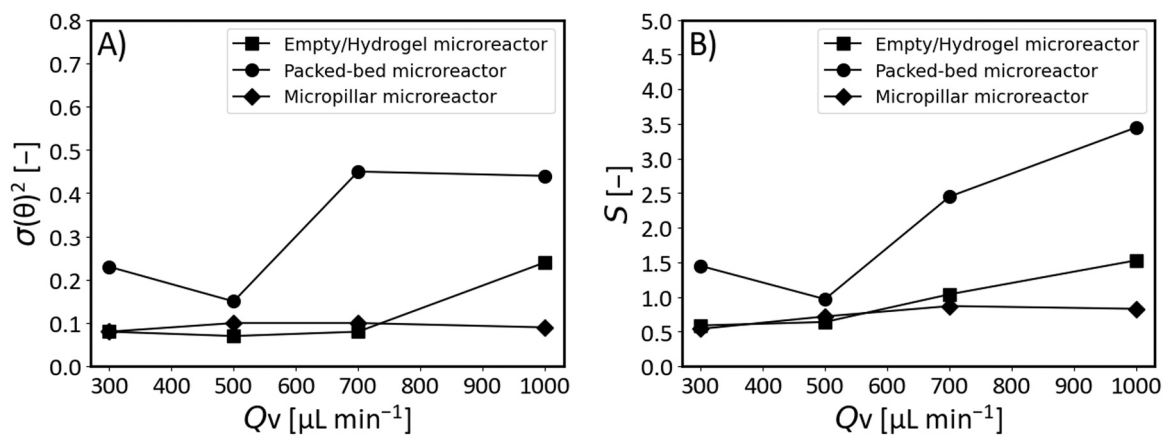 A)
Empty/Hydrogel microreactor
Packed-bed microreactor
Micropillar microreactor
0.8
0.7
0.6
0.5
0.4
0.3
0.2
0.1
0.0
σ(θ)² [−]
300 400 500 600 700 800 900 1000
Qv [μL min⁻¹]
B)
Empty/Hydrogel microreactor
Packed-bed microreactor
Micropillar microreactor
5.0
4.5
4.0
3.5
3.0
2.5
2.0
1.5
1.0
0.5
0.0
S [−]
300 400 500 600 700 800 900 1000
Qv [μL min⁻¹]